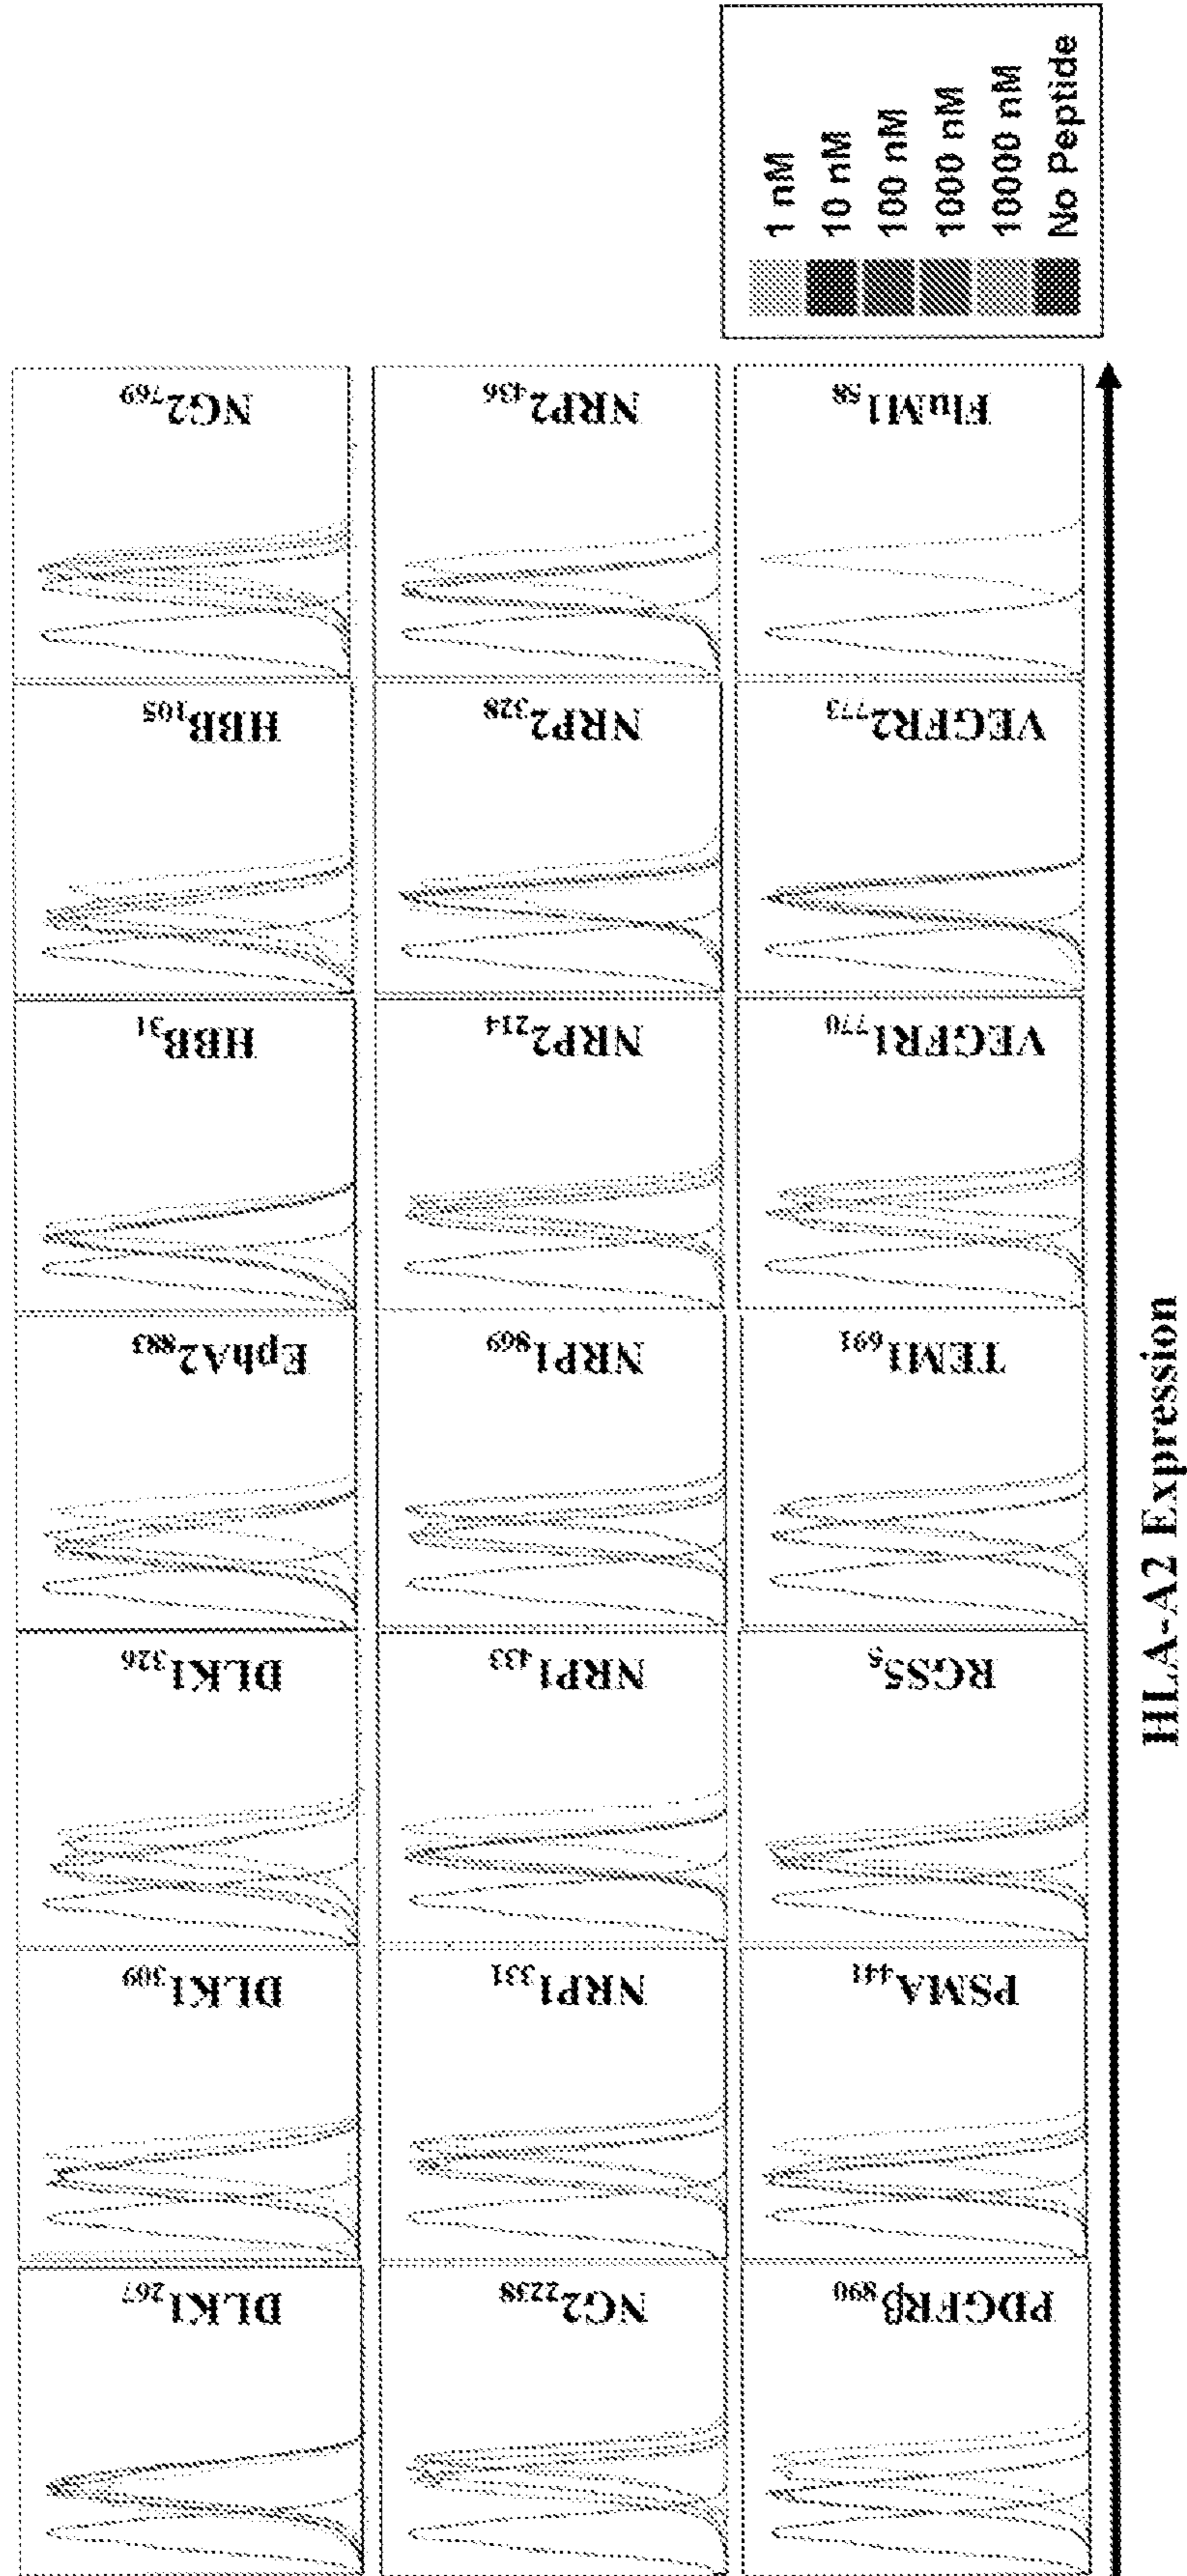 DLK1₂₆₇
DLK1₃₀₉
DLK1₃₂₆
EphA2₈₈₃
HBB₃₁
HBB₁₀₅
NG2₇₆₉
NG2₂₂₃₈
NRP1₃₃₁
NRP1₄₃₃
NRP1₈₆₉
NRP2₂₁₄
NRP2₃₂₈
NRP2₄₃₆
PDGFRβ₈₉₀
PSMA₄₄₁
RGS5₅
TEM1₆₉₁
VEGFR1₇₇₀
VEGFR2₇₇₃
FluM1₅₈
HLA-A2 Expression
1 nM
10 nM
100 nM
1000 nM
10000 nM
No Peptide